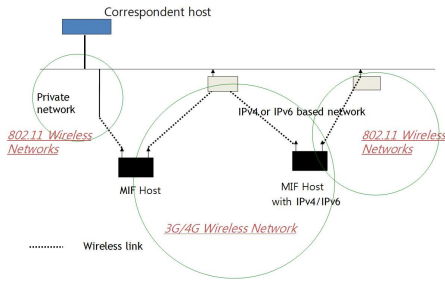 Correspondent host
Private
network
IPv4 or IPv6 based network
802.11 Wireless
Networks
802.11 Wireless
Networks
MIF Host
MIF Host
with IPv4/IPv6
3G/4G Wireless Network
Wireless link